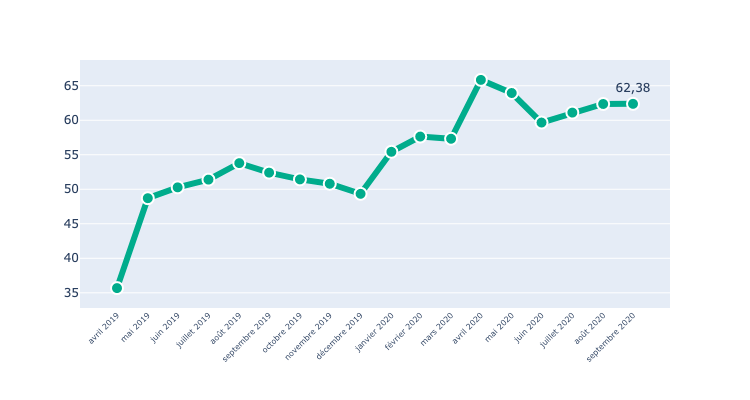 62,38
65
60
55
50
45
40
35
avril 2019
mai 2019
juin 2019
juillet 2019
août 2019
septembre 2019
octobre 2019
novembre 2019
décembre 2019
janvier 2020
février 2020
mars 2020
avril 2020
mai 2020
juin 2020
juillet 2020
août 2020
septembre 2020